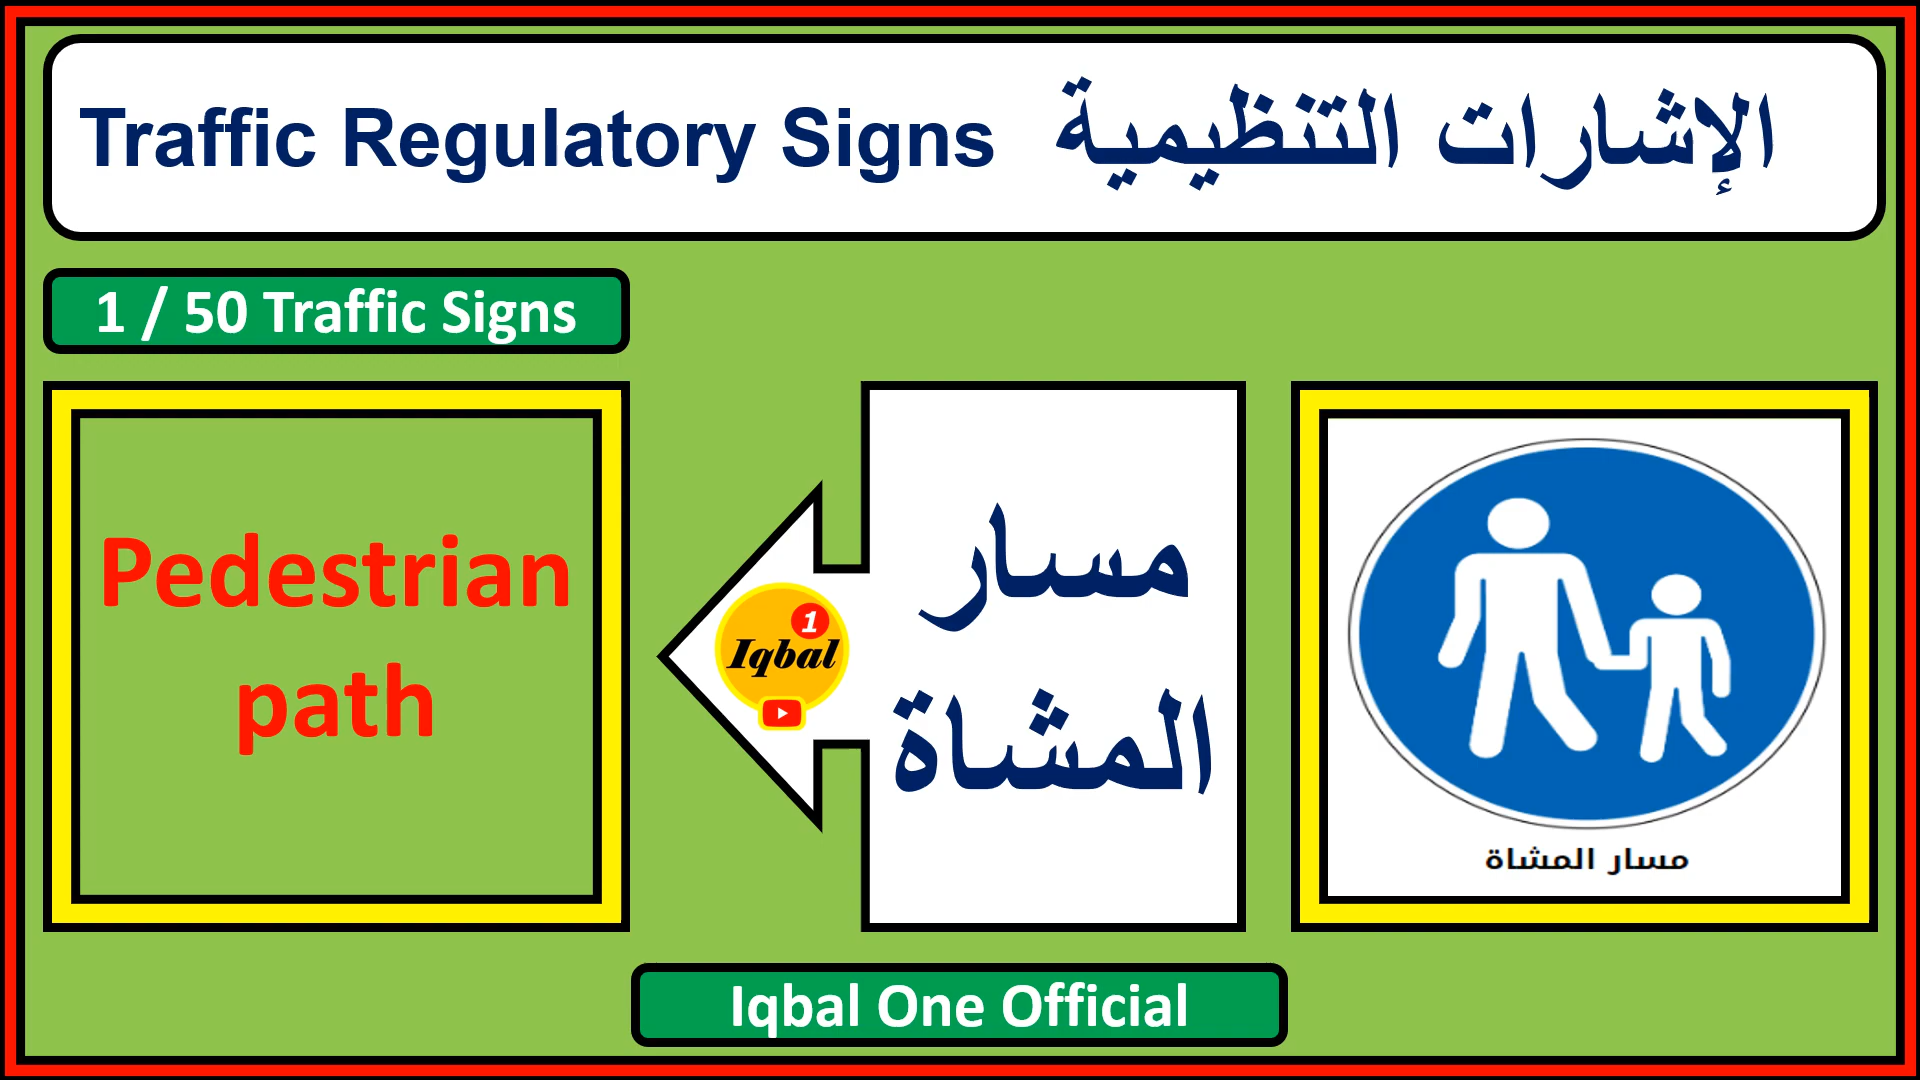 Traffic Regulatory Signs الإشارات التنظيمية
1 / 50 Traffic Signs
Pedestrian
path
1
Iqbal
مسار
المشاة
مسار المشاة
Iqbal One Official